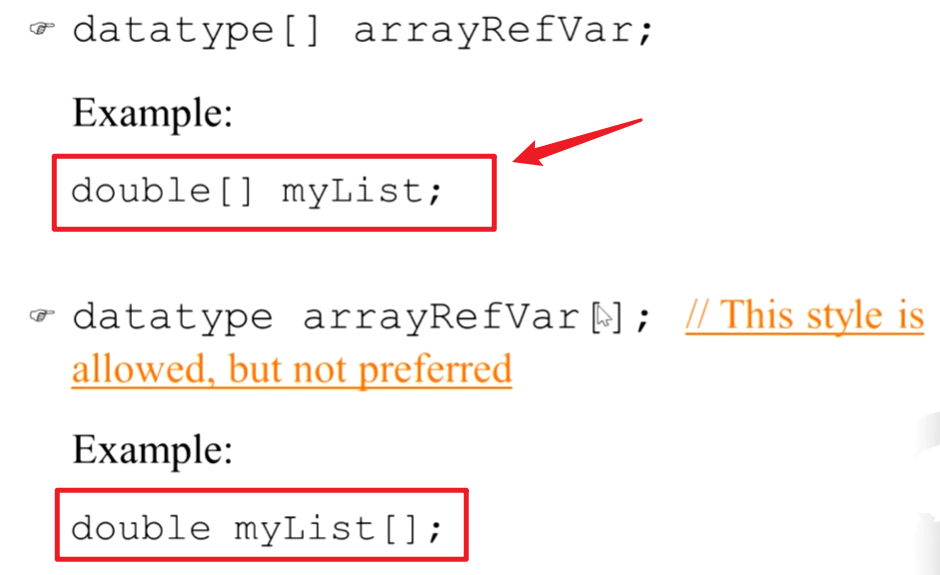 ☞ datatype[] arrayRefVar;
Example:
double[] myList;
☞ datatype arrayRefVar[]; // This style is
allowed, but not preferred
Example:
double myList[];